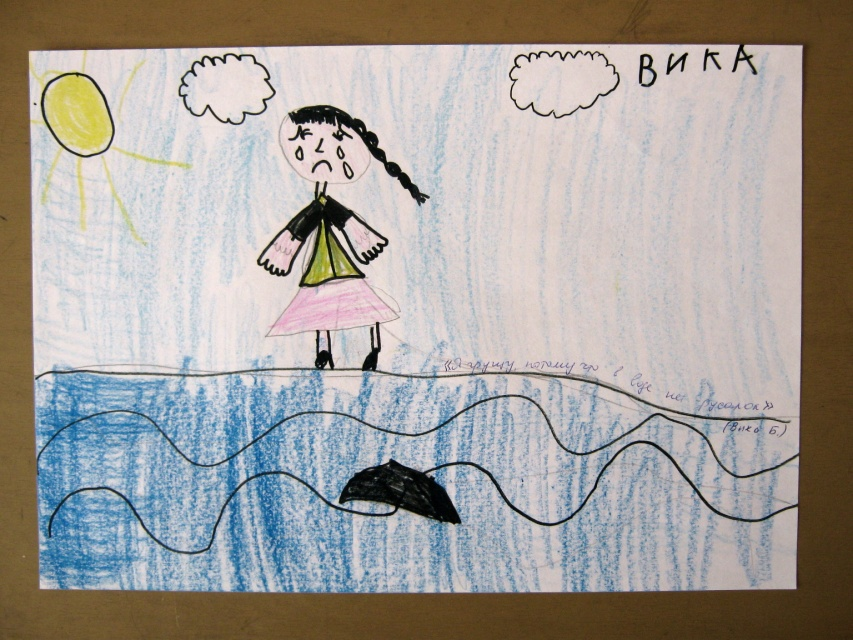 ВИКА
«Я грущу, потому что в воде нет русалок»
(Вика Б.)